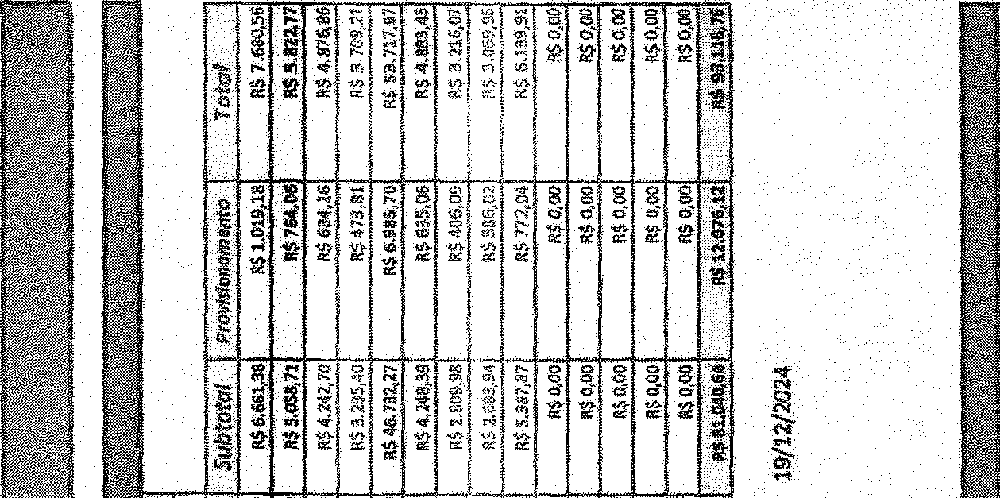 Subtotal Provisionamento Total
R$ 6.661,38 R$ 1.019,18 R$ 7.680,56
R$ 5.058,71 R$ 764,06 R$ 5.822,77
R$ 4.242,70 R$ 634,16 R$ 4.876,86
R$ 3.235,40 R$ 473,81 R$ 3.709,21
R$ 46.732,27 R$ 6.985,70 R$ 53.717,97
R$ 4.248,39 R$ 635,06 R$ 4.883,45
R$ 2.809,98 R$ 406,09 R$ 3.216,07
R$ 2.683,94 R$ 386,02 R$ 3.069,96
R$ 5.367,87 R$ 772,04 R$ 6.139,91
R$ 0,00 R$ 0,00 R$ 0,00
R$ 0,00 R$ 0,00 R$ 0,00
R$ 0,00 R$ 0,00 R$ 0,00
R$ 0,00 R$ 0,00 R$ 0,00
R$ 0,00 R$ 0,00 R$ 0,00
R$ 81.040,64 R$ 12.076,12 R$ 93.116,76
19/12/2024